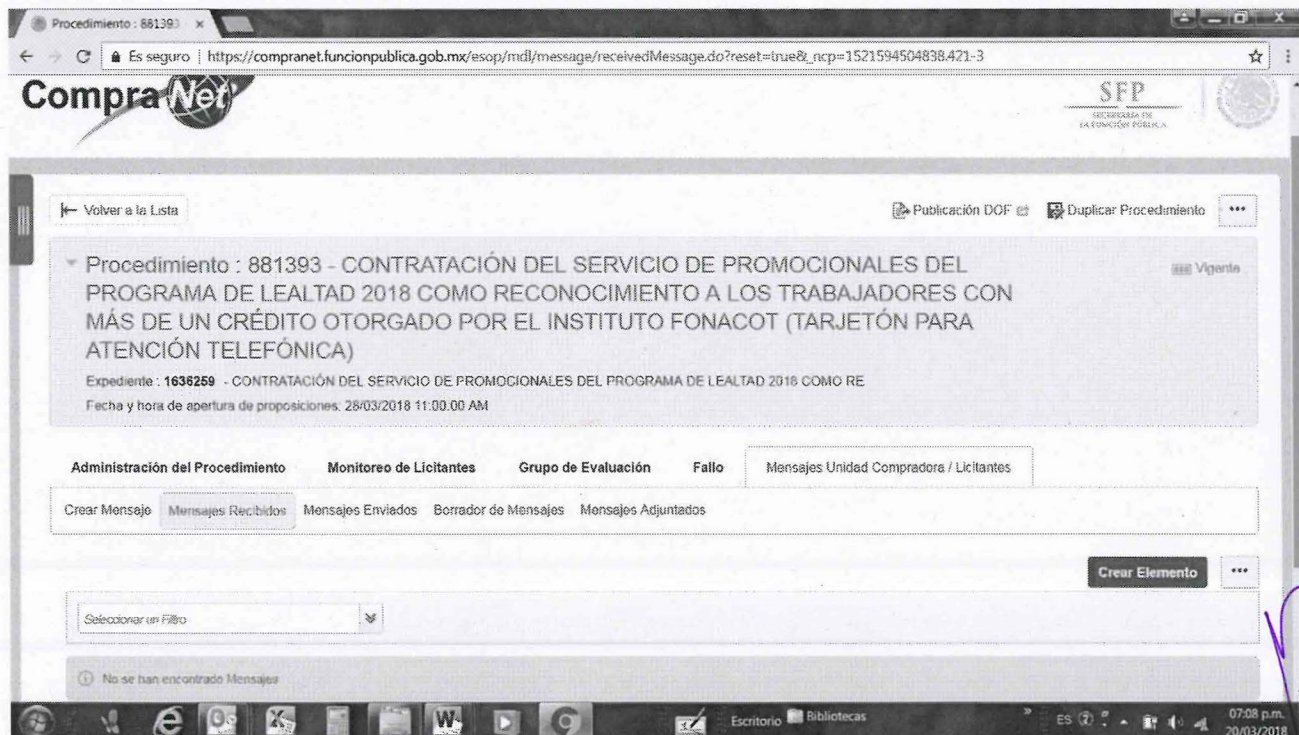 Procedimiento : 881393
Es seguro | https://compranet.funcionpublica.gob.mx/esop/mdl/message/receivedMessage.do?reset=true&_ncp=1521594504838.421-3
CompraNet
SFP
SECRETARÍA DE
LA FUNCIÓN PÚBLICA
Volver a la Lista
Publicación DOF
Duplicar Procedimiento
Procedimiento : 881393 - CONTRATACIÓN DEL SERVICIO DE PROMOCIONALES DEL
PROGRAMA DE LEALTAD 2018 COMO RECONOCIMIENTO A LOS TRABAJADORES CON
MÁS DE UN CRÉDITO OTORGADO POR EL INSTITUTO FONACOT (TARJETÓN PARA
ATENCIÓN TELEFÓNICA)
Vigente
Expediente : 1636259 - CONTRATACIÓN DEL SERVICIO DE PROMOCIONALES DEL PROGRAMA DE LEALTAD 2018 COMO RE
Fecha y hora de apertura de proposiciones: 28/03/2018 11:00:00 AM
Administración del Procedimiento
Monitoreo de Licitantes
Grupo de Evaluación
Fallo
Mensajes Unidad Compradora / Licitantes
Crear Mensaje
Mensajes Recibidos
Mensajes Enviados
Borrador de Mensajes
Mensajes Adjuntados
Crear Elemento
Seleccionar un Filtro
No se han encontrado Mensajes
Escritorio
Bibliotecas
ES
07:08 p.m.
20/03/2018